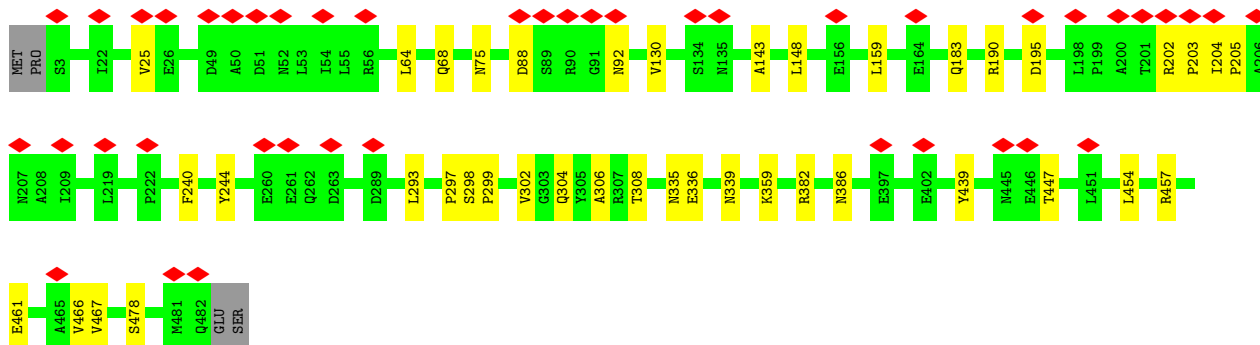 MET PRO S3 I22 V25 E26 D49 A50 D51 N52 L53 I54 L55 R56 L64 Q68 N75 D88 S89 R90 G91 N92 V130 S134 N135 A143 L148 E156 L159 E164 Q183 R190 D195 L198 P199 A200 T201 R202 P203 I204 P205 A206
N207 A208 I209 L219 P222 F240 Y244 E260 E261 Q262 D263 D289 L293 P297 S298 P299 V302 G303 Q304 Y305 A306 R307 T308 N335 E336 N339 K359 R382 N386 E397 E402 Y439 N445 E446 T447 L451 L454 R457
E461 A465 V466 V467 S478 M481 Q482 GLU SER